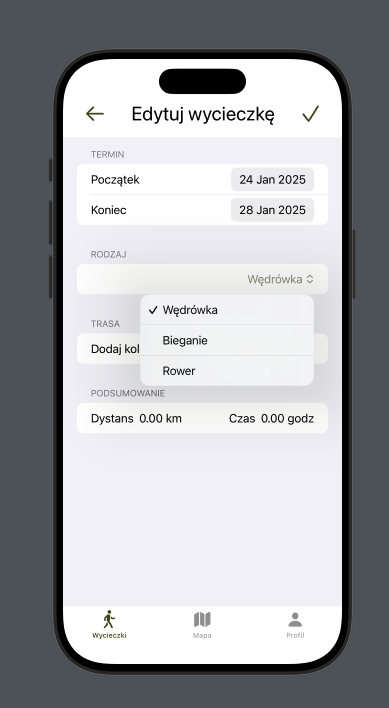 Edytuj wycieczkę
TERMIN
Początek 24 Jan 2025
Koniec 28 Jan 2025
RODZAJ
Wędrówka
Wędrówka
Bieganie
Rower
TRASA
Dodaj
PODSUMOWANIE
Dystans 0.00 km Czas 0.00 godz
Wycieczki Mapa Profil